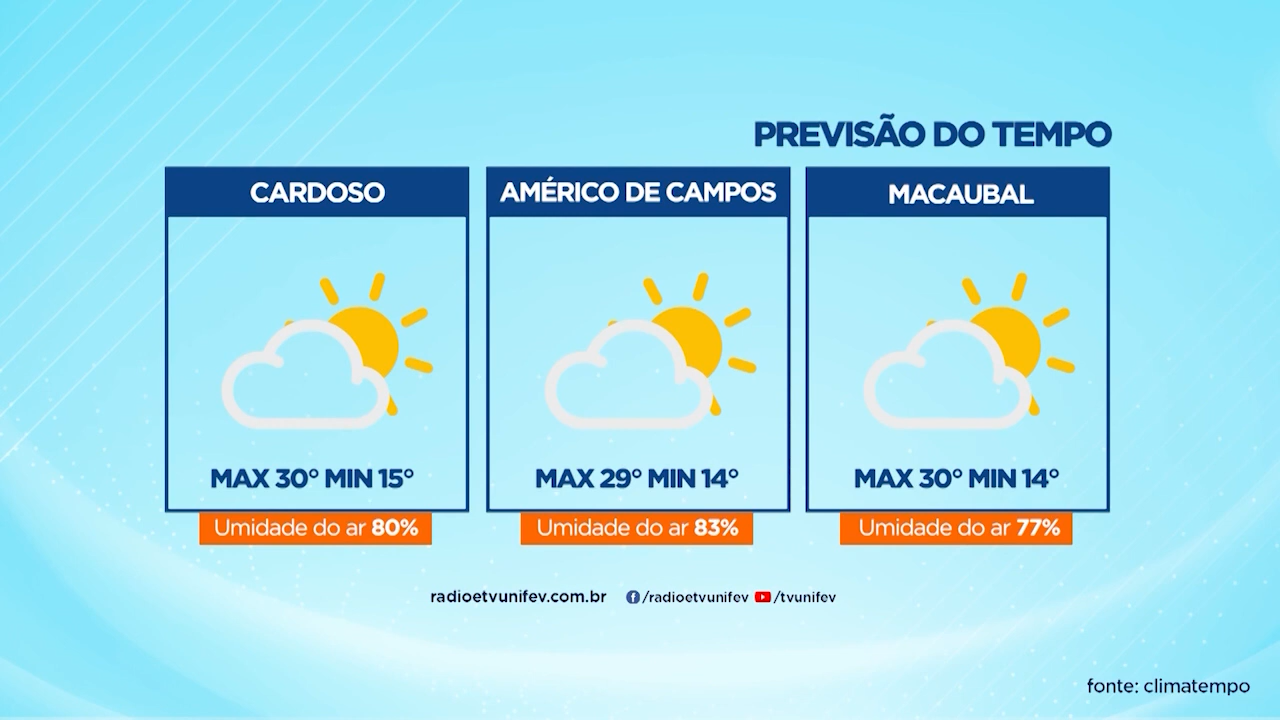 PREVISÃO DO TEMPO
CARDOSO
MAX 30° MIN 15°
Umidade do ar 80%
AMÉRICO DE CAMPOS
MAX 29° MIN 14°
Umidade do ar 83%
MACAUBAL
MAX 30° MIN 14°
Umidade do ar 77%
radioetvunifev.com.br /radioetvunifev /tvunifev
fonte: climatempo